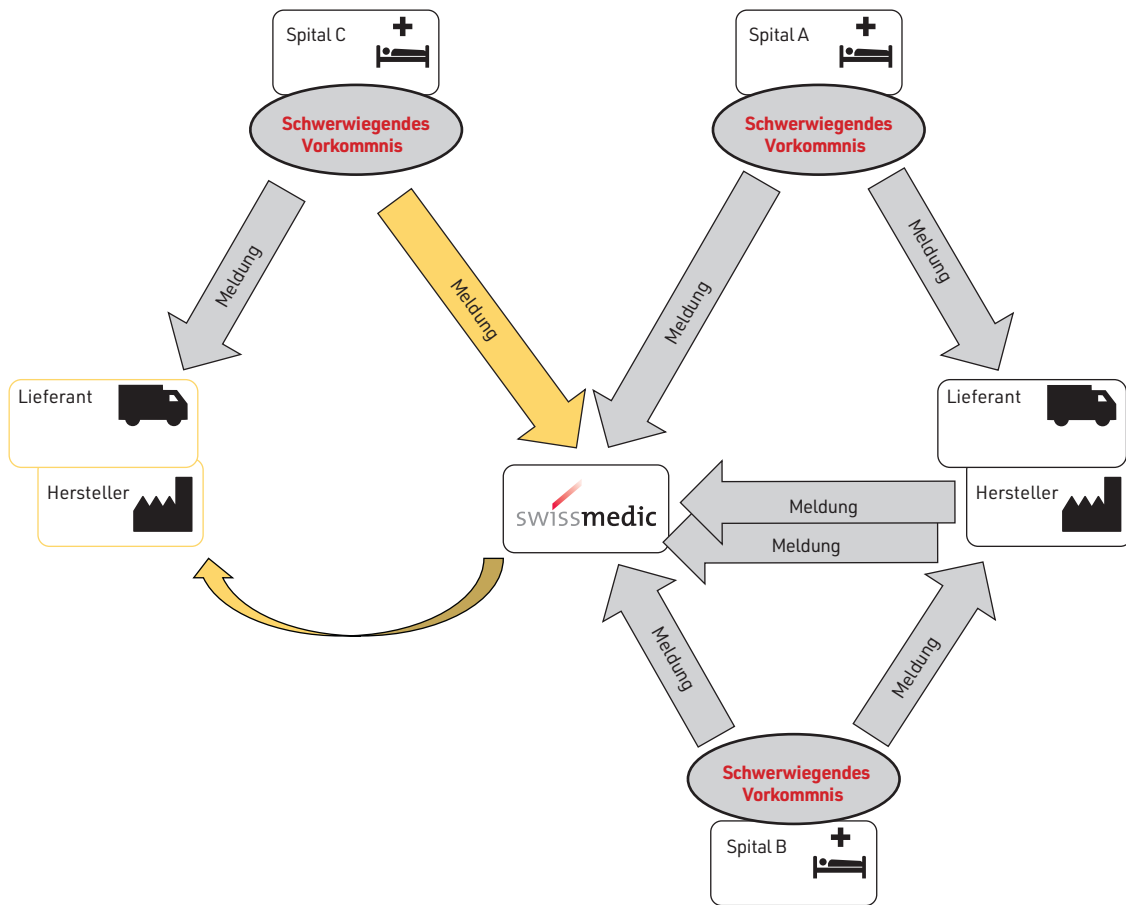 Spital C
Schwerwiegendes
Vorkommnis
Spital A
Schwerwiegendes
Vorkommnis
Meldung
Meldung
Meldung
Meldung
Lieferant
Hersteller
swissmedic
Lieferant
Hersteller
Meldung
Meldung
Meldung
Meldung
Schwerwiegendes
Vorkommnis
Spital B